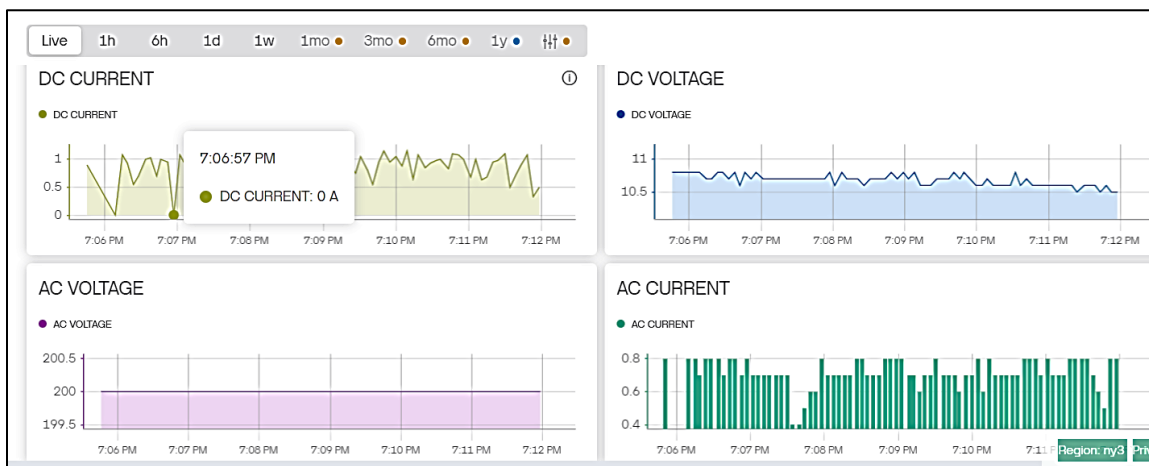 Live 1h 6h 1d 1w 1mo 3mo 6mo 1y
DC CURRENT
DC CURRENT
7:06:57 PM
DC CURRENT: 0 A
1
0.5
0
7:06 PM 7:07 PM 7:08 PM 7:09 PM 7:10 PM 7:11 PM 7:12 PM
DC VOLTAGE
DC VOLTAGE
11
10.5
7:06 PM 7:07 PM 7:08 PM 7:09 PM 7:10 PM 7:11 PM 7:12 PM
AC VOLTAGE
AC VOLTAGE
200.5
200
199.5
7:06 PM 7:07 PM 7:08 PM 7:09 PM 7:10 PM 7:11 PM 7:12 PM
AC CURRENT
AC CURRENT
0.8
0.6
0.4
7:06 PM 7:07 PM 7:08 PM 7:09 PM 7:10 PM
Region: ny3